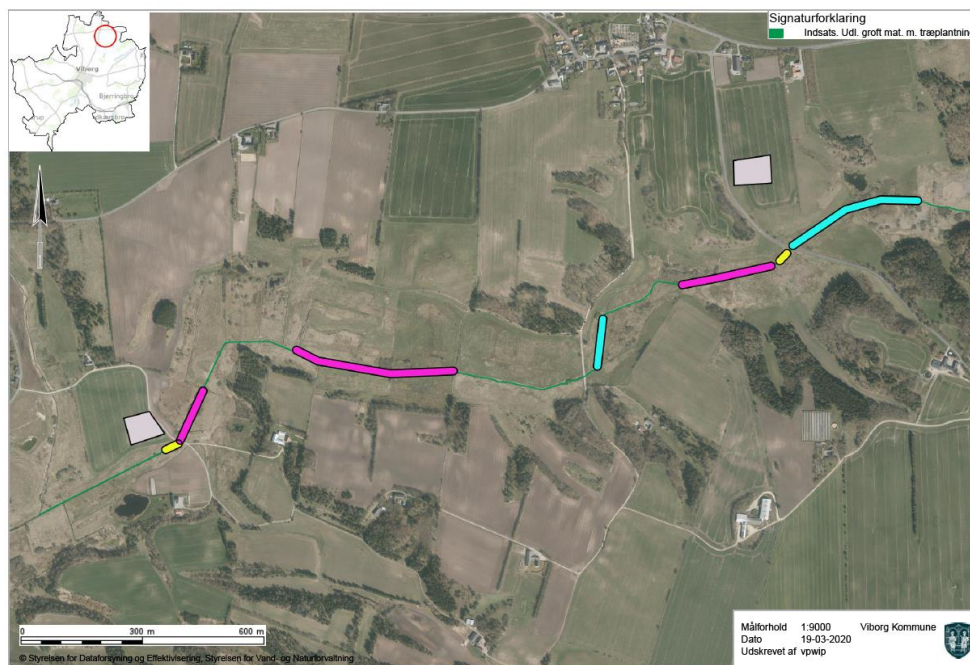 Signaturforklaring
Indsats. Udl. groft mat. m. træplantning
Viborg
Bjerringbro
0 300 m 600 m
© Styrelsen for Dataforsyning og Effektivisering, Styrelsen for Vand- og Naturforvaltning
Målforhold 1:9000 Viborg Kommune
Dato 19-03-2020
Udskrevet af vpwip